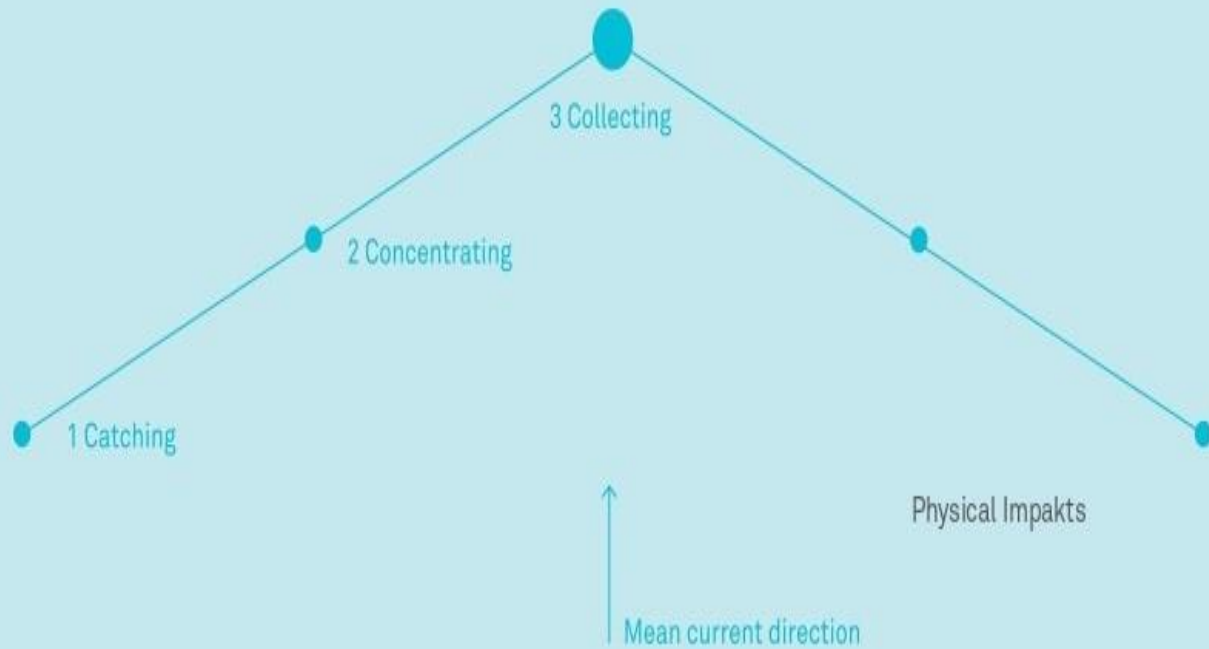 3 Collecting
2 Concentrating
1 Catching
Physical Impakts
Mean current direction